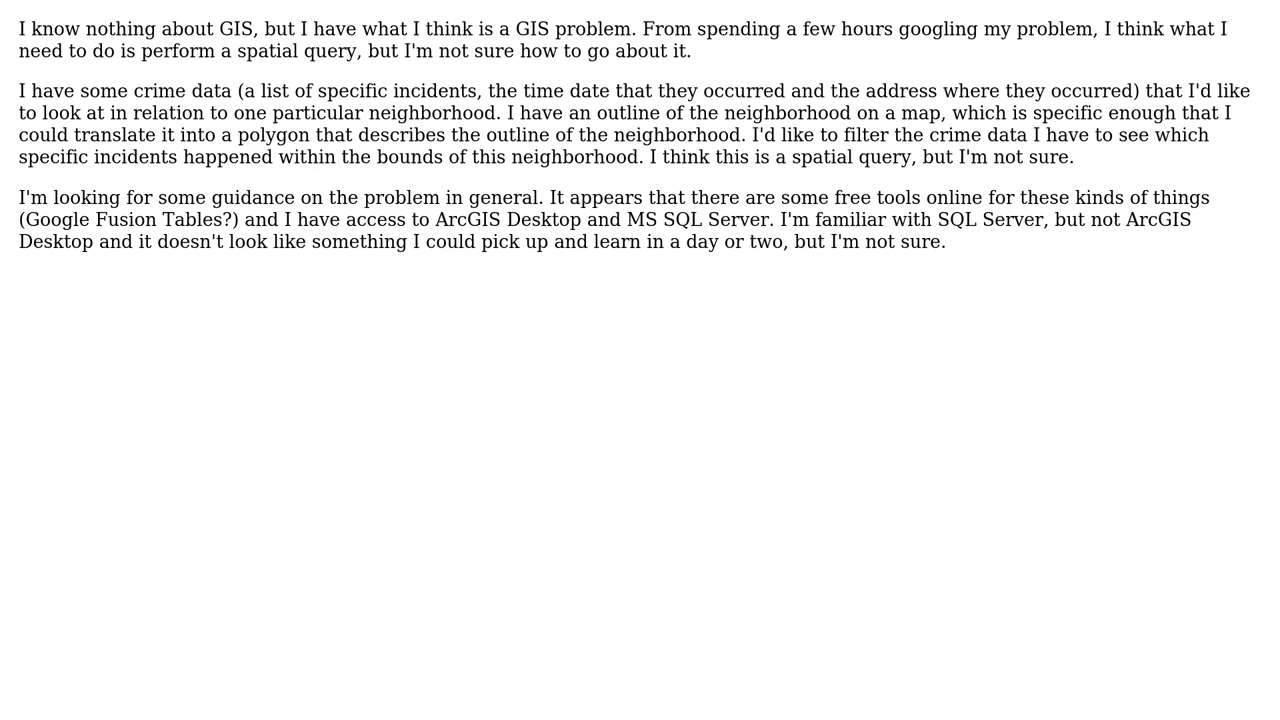 I know nothing about GIS, but I have what I think is a GIS problem. From spending a few hours googling my problem, I think what I
need to do is perform a spatial query, but I'm not sure how to go about it.
I have some crime data (a list of specific incidents, the time date that they occurred and the address where they occurred) that I'd like
to look at in relation to one particular neighborhood. I have an outline of the neighborhood on a map, which is specific enough that I
could translate it into a polygon that describes the outline of the neighborhood. I'd like to filter the crime data I have to see which
specific incidents happened within the bounds of this neighborhood. I think this is a spatial query, but I'm not sure.
I'm looking for some guidance on the problem in general. It appears that there are some free tools online for these kinds of things
(Google Fusion Tables?) and I have access to ArcGIS Desktop and MS SQL Server. I'm familiar with SQL Server, but not ArcGIS
Desktop and it doesn't look like something I could pick up and learn in a day or two, but I'm not sure.